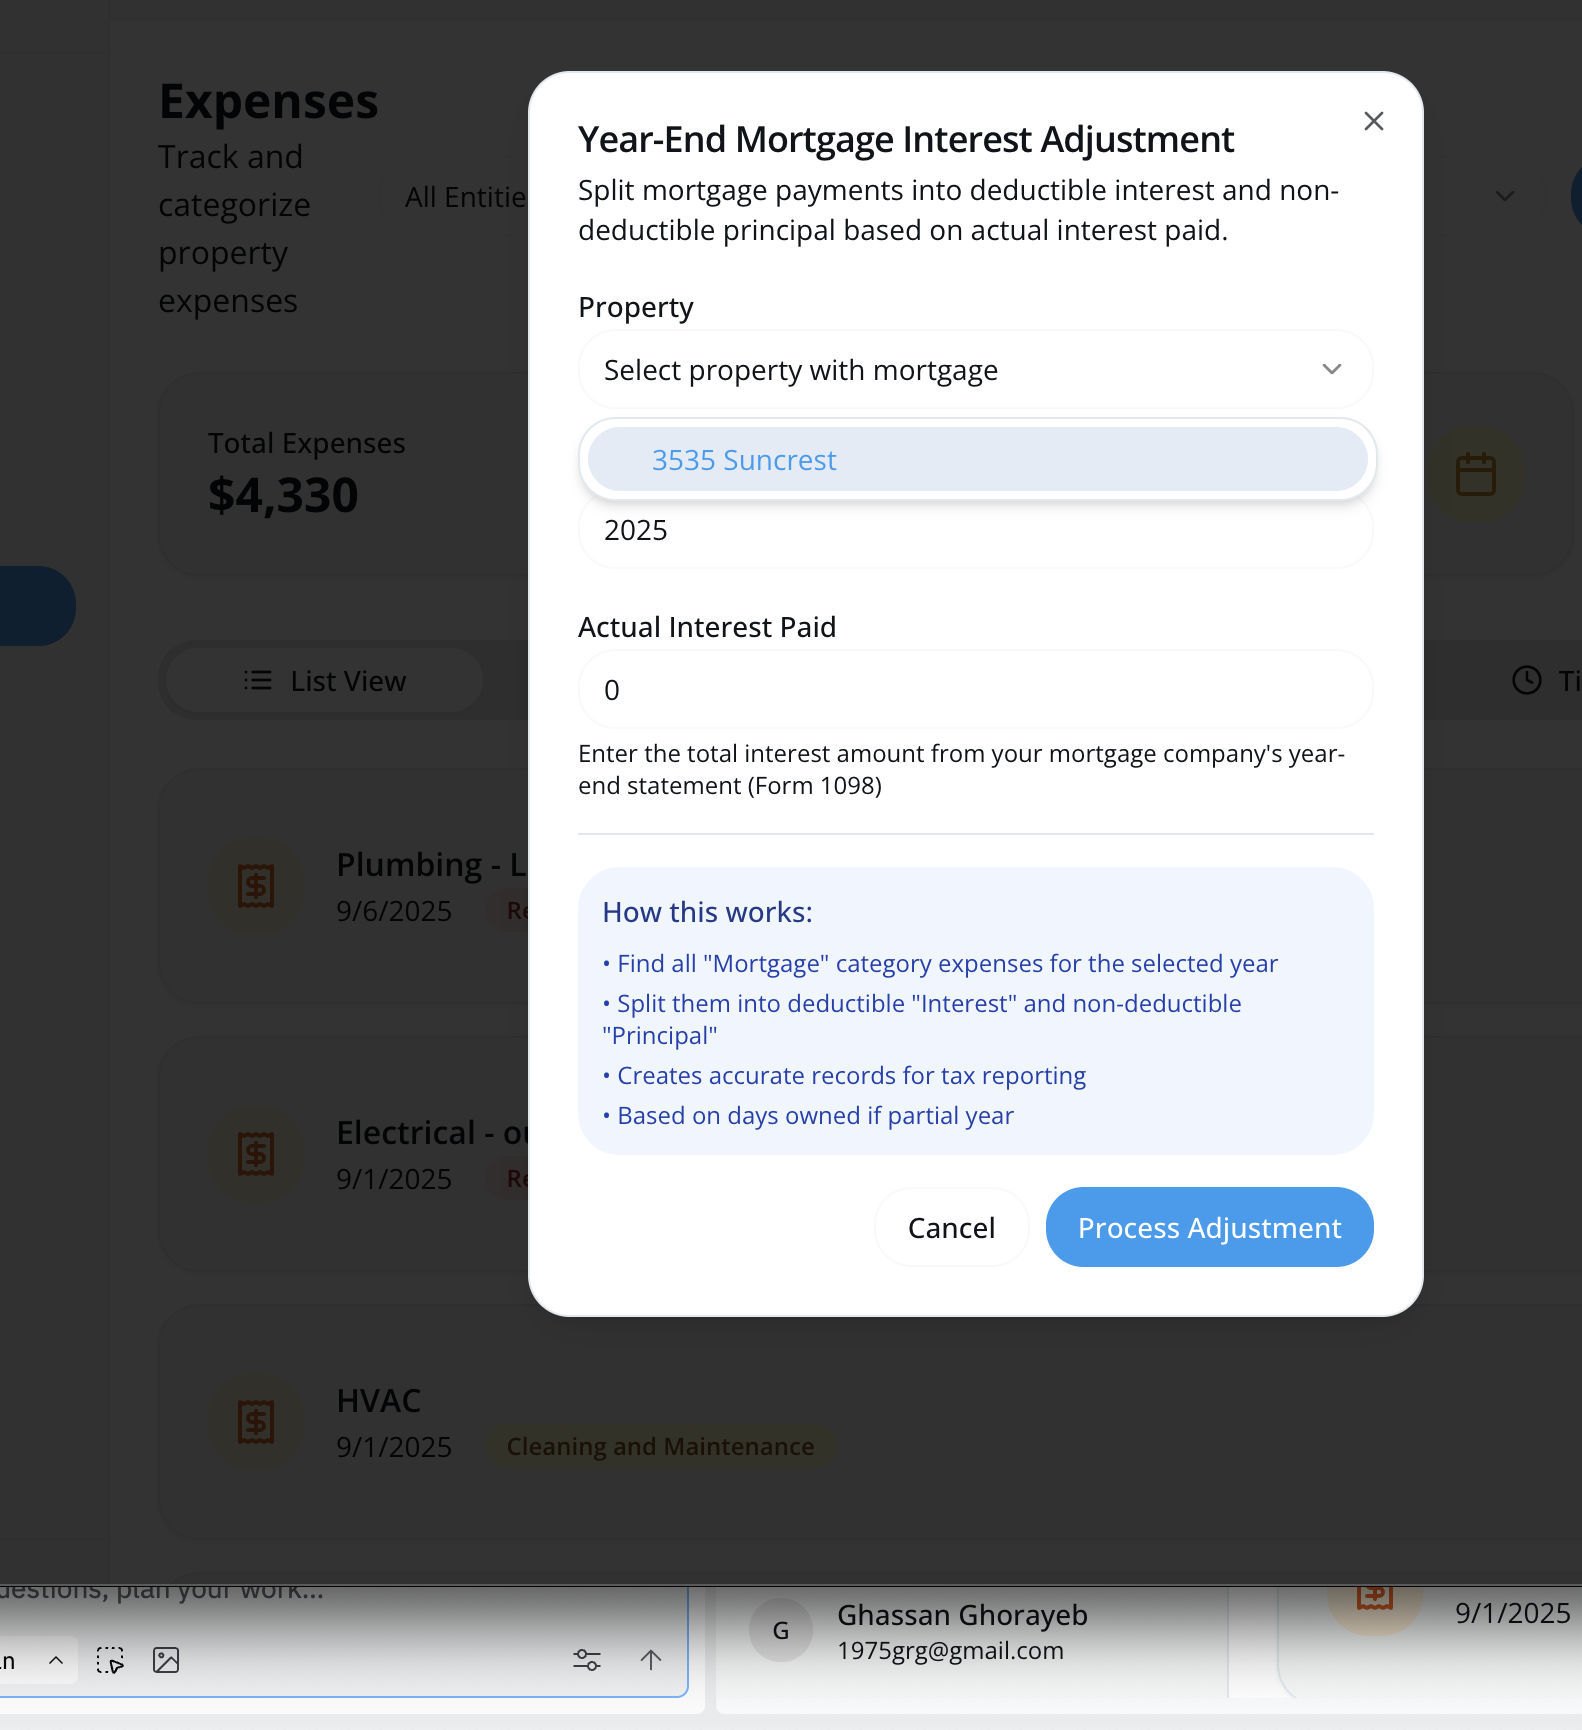 Expenses
Track and
categorize
property
expenses
All Entitie
Total Expenses
$4,330
List View
Plumbing - L
9/6/2025
Re
Electrical - ou
9/1/2025
Re
HVAC
9/1/2025
Cleaning and Maintenance
Year-End Mortgage Interest Adjustment
Split mortgage payments into deductible interest and non-
deductible principal based on actual interest paid.
Property
Select property with mortgage
3535 Suncrest
2025
Actual Interest Paid
0
Enter the total interest amount from your mortgage company's year-
end statement (Form 1098)
How this works:
• Find all "Mortgage" category expenses for the selected year
• Split them into deductible "Interest" and non-deductible
"Principal"
• Creates accurate records for tax reporting
• Based on days owned if partial year
Cancel
Process Adjustment
Ti
uestions, plan your work...
G
Ghassan Ghorayeb
1975grg@gmail.com
9/1/2025